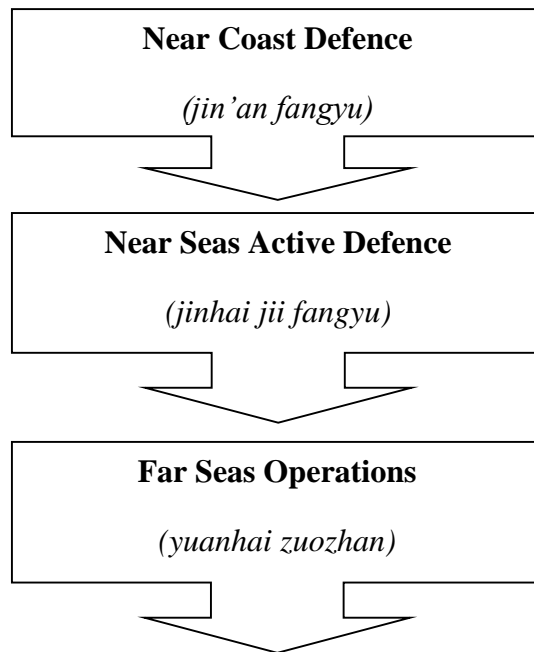 Near Coast Defence
(jin’an fangyu)
Near Seas Active Defence
(jinhai jii fangyu)
Far Seas Operations
(yuanhai zuozhan)